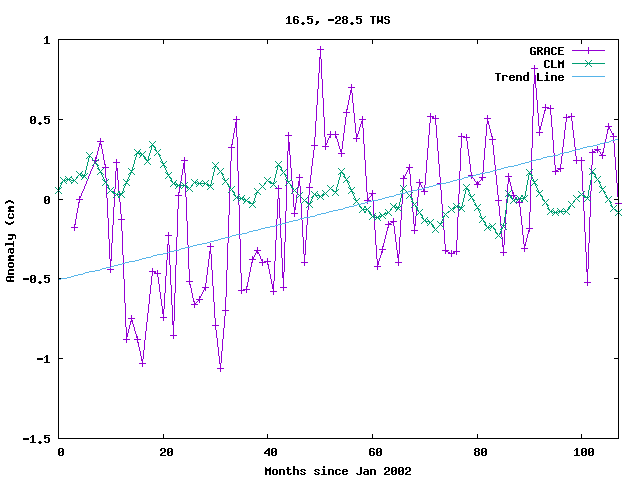 16.5, -28.5 TWS
GRACE
CLM
Trend Line
1
0.5
0
-0.5
-1
-1.5
Anomaly (cm)
0 20 40 60 80 100
Months since Jan 2002